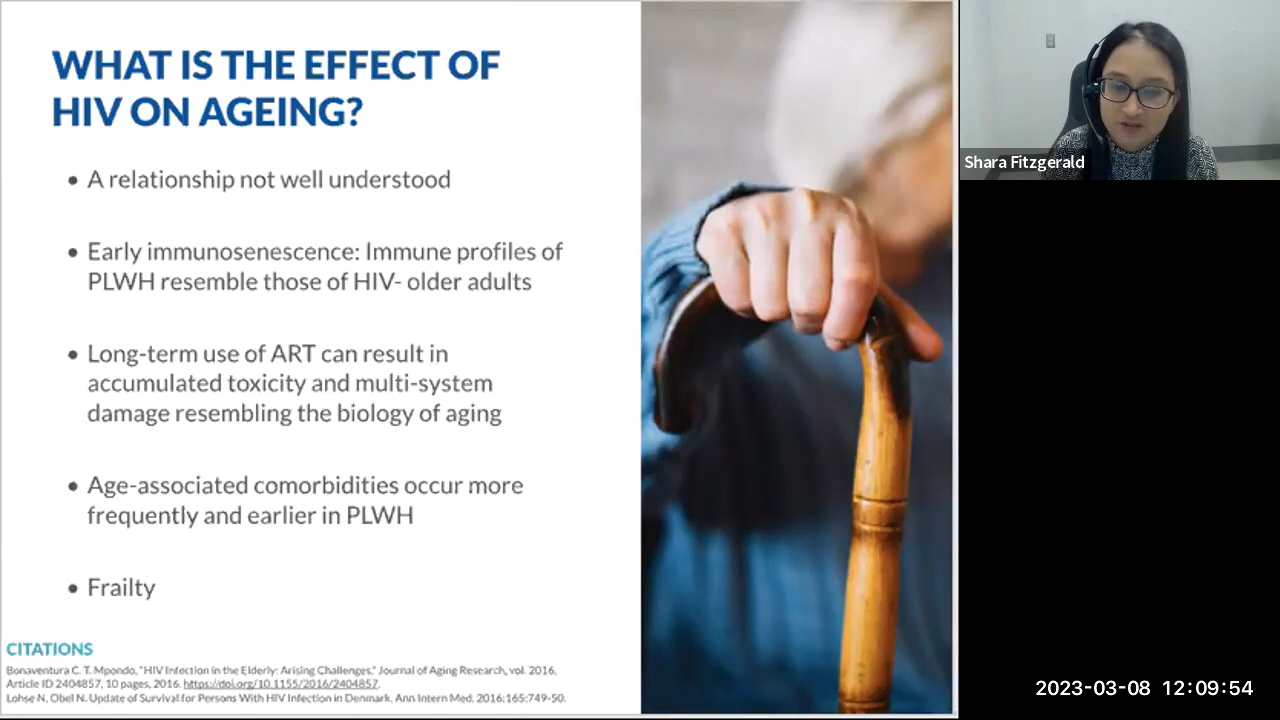 WHAT IS THE EFFECT OF
HIV ON AGEING?
• A relationship not well understood
• Early immunosenescence: Immune profiles of
PLWH resemble those of HIV- older adults
• Long-term use of ART can result in
accumulated toxicity and multi-system
damage resembling the biology of aging
• Age-associated comorbidities occur more
frequently and earlier in PLWH
• Frailty
CITATIONS
Bonaventura C. T. Mpondo, "HIV Infection in the Elderly: Arising Challenges," Journal of Aging Research, vol. 2016,
Article ID 2404857, 10 pages, 2016. https://doi.org/10.1155/2016/2404857.
Lohse N, Obel N. Update of Survival for Persons With HIV Infection in Denmark. Ann Intern Med. 2016;165:749-50.
Shara Fitzgerald
2023-03-08 12:09:54